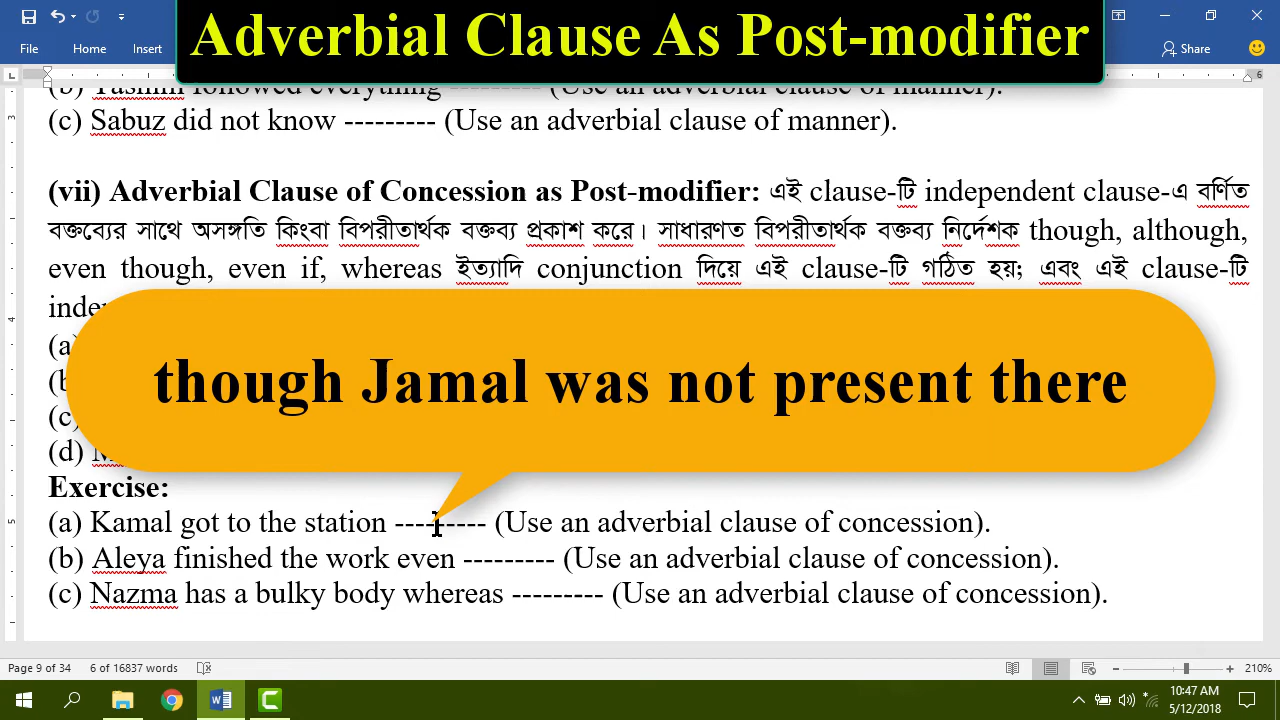 Adverbial Clause As Post-modifier
File Home Insert Share
(c) Sabuz did not know --------- (Use an adverbial clause of manner).
(vii) Adverbial Clause of Concession as Post-modifier: এই clause-টি independent clause-এ বর্ণিত
বক্তব্যের সাথে অসঙ্গতি কিংবা বিপরীতার্থক বক্তব্য প্রকাশ করে। সাধারণত বিপরীতার্থক বক্তব্য নির্দেশক though, although,
even though, even if, whereas ইত্যাদি conjunction দিয়ে এই clause-টি গঠিত হয়; এবং এই clause-টি
though Jamal was not present there
(d)
Exercise:
(a) Kamal got to the station --------- (Use an adverbial clause of concession).
(b) Aleya finished the work even --------- (Use an adverbial clause of concession).
(c) Nazma has a bulky body whereas --------- (Use an adverbial clause of concession).
Page 9 of 34 6 of 16837 words 210%
10:47 AM
5/12/2018